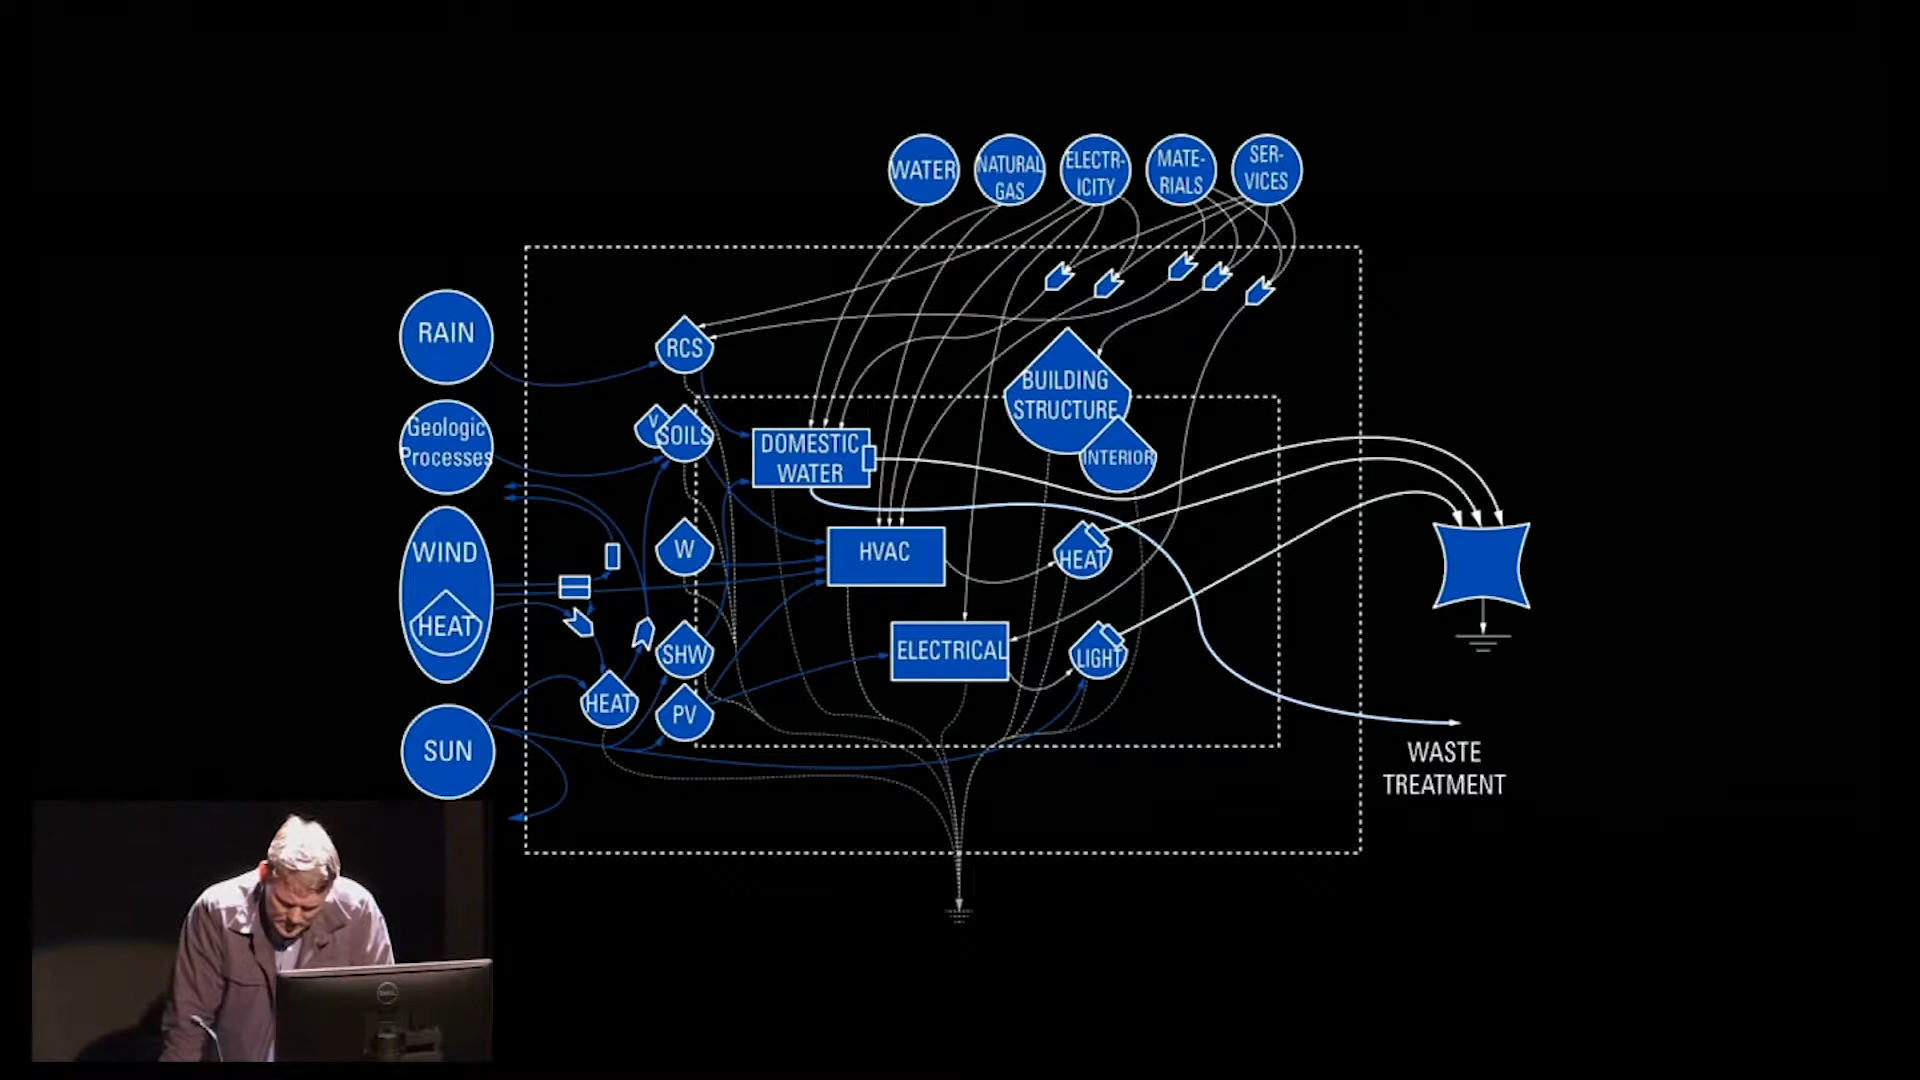 WATER
NATURAL
GAS
ELECTR-
ICITY
MATE-
RIALS
SER-
VICES
RAIN
RCS
Geologic
Processes
V
SOILS
DOMESTIC
WATER
BUILDING
STRUCTURE
INTERIOR
WIND
HEAT
W
HVAC
HEAT
SHW
ELECTRICAL
LIGHT
HEAT
PV
SUN
WASTE
TREATMENT
DELL